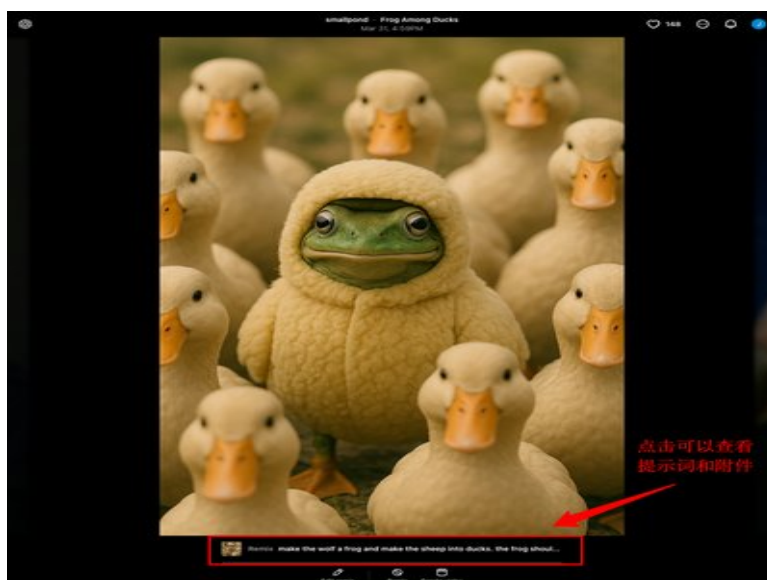 smallpond · Frog Among Ducks
Mar 21, 4:59PM
168
点击可以查看
提示词和附件
Remix make the wolf a frog and make the sheep into ducks, the frog shoul...